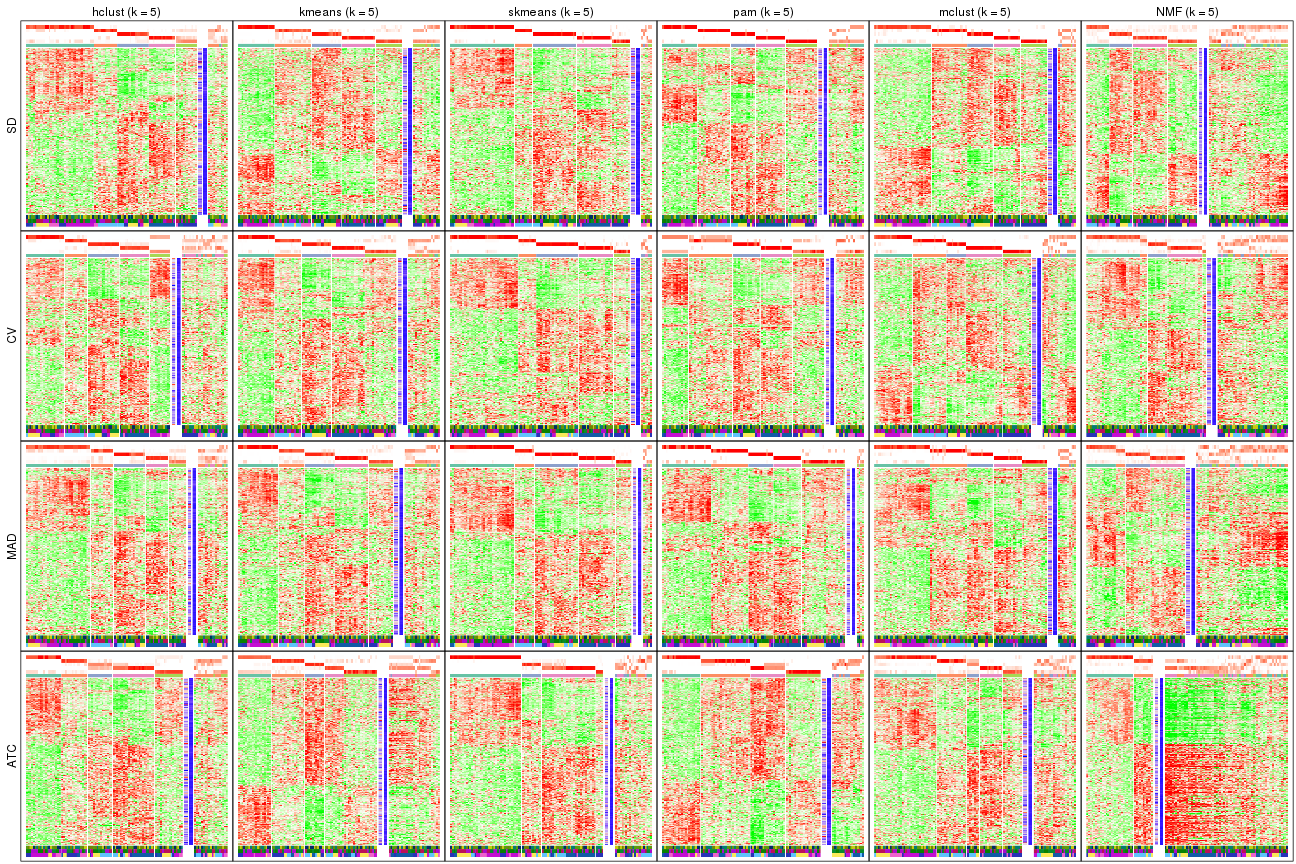 hclust (k = 5) kmeans (k = 5) skmeans (k = 5) pam (k = 5) mclust (k = 5) NMF (k = 5)
SD
CV
MAD
ATC